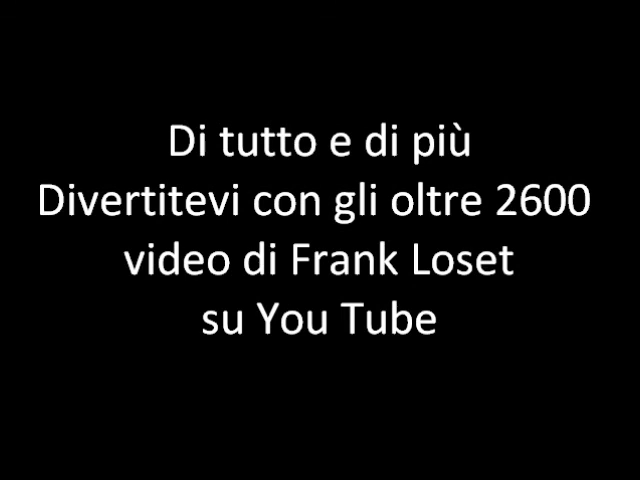 Di tutto e di più
Divertitevi con gli oltre 2600
video di Frank Loset
su You Tube